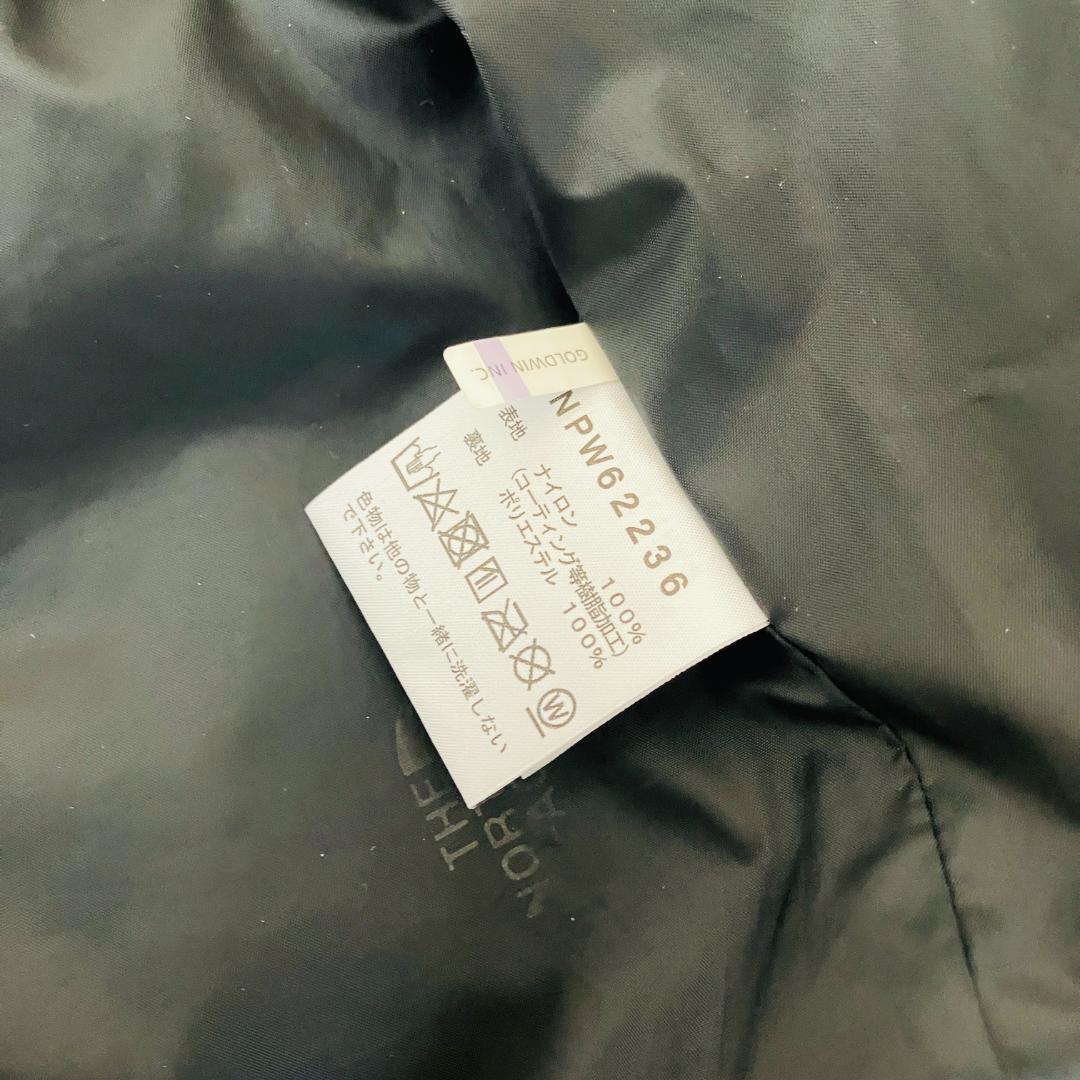 GOLDWIN INC.
NPW62236
表地 ナイロン 100%
(コーティング等樹脂加工)
裏地 ポリエステル 100%
W
色物は他の物と一緒に洗濯しない
で下さい。
THE
NOR